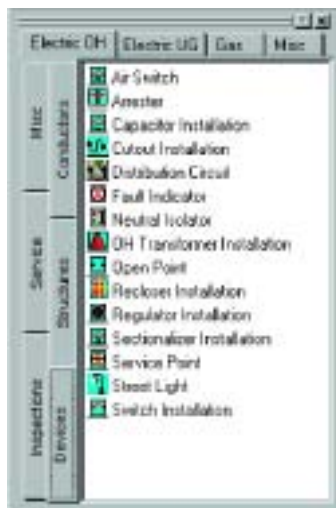 Electric OH Electric UG Gas Misc
Misc
Service
Inspections
Conductors
Structures
Devices
Air Switch
Arrester
Capacitor Installation
Cutout Installation
Distribution Circuit
Fault Indicator
Neutral Isolator
OH Transformer Installation
Open Point
Recloser Installation
Regulator Installation
Sectionalizer Installation
Service Point
Street Light
Switch Installation